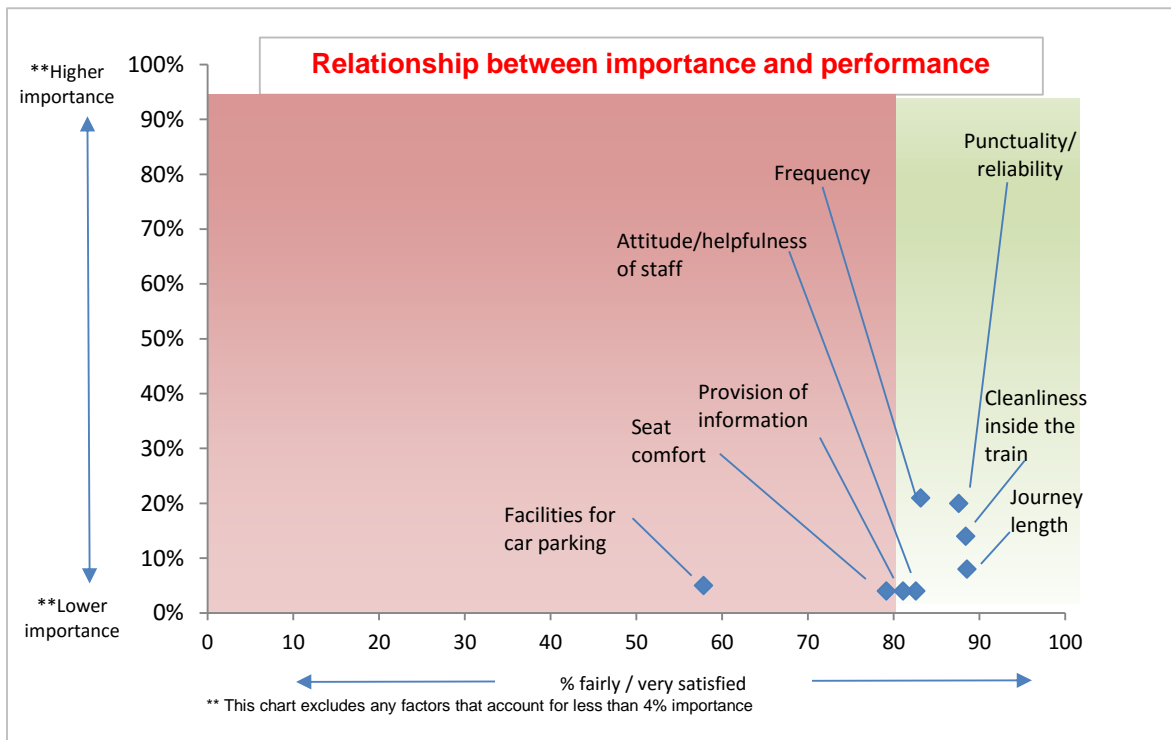 Relationship between importance and performance
**Higher
importance
100%
90%
80%
70%
60%
50%
40%
30%
20%
10%
0%
**Lower
importance
Punctuality/
reliability
Frequency
Attitude/helpfulness
of staff
Provision of
information
Cleanliness
inside the
train
Seat
comfort
Journey
length
Facilities for
car parking
0 10 20 30 40 50 60 70 80 90 100
% fairly / very satisfied
** This chart excludes any factors that account for less than 4% importance